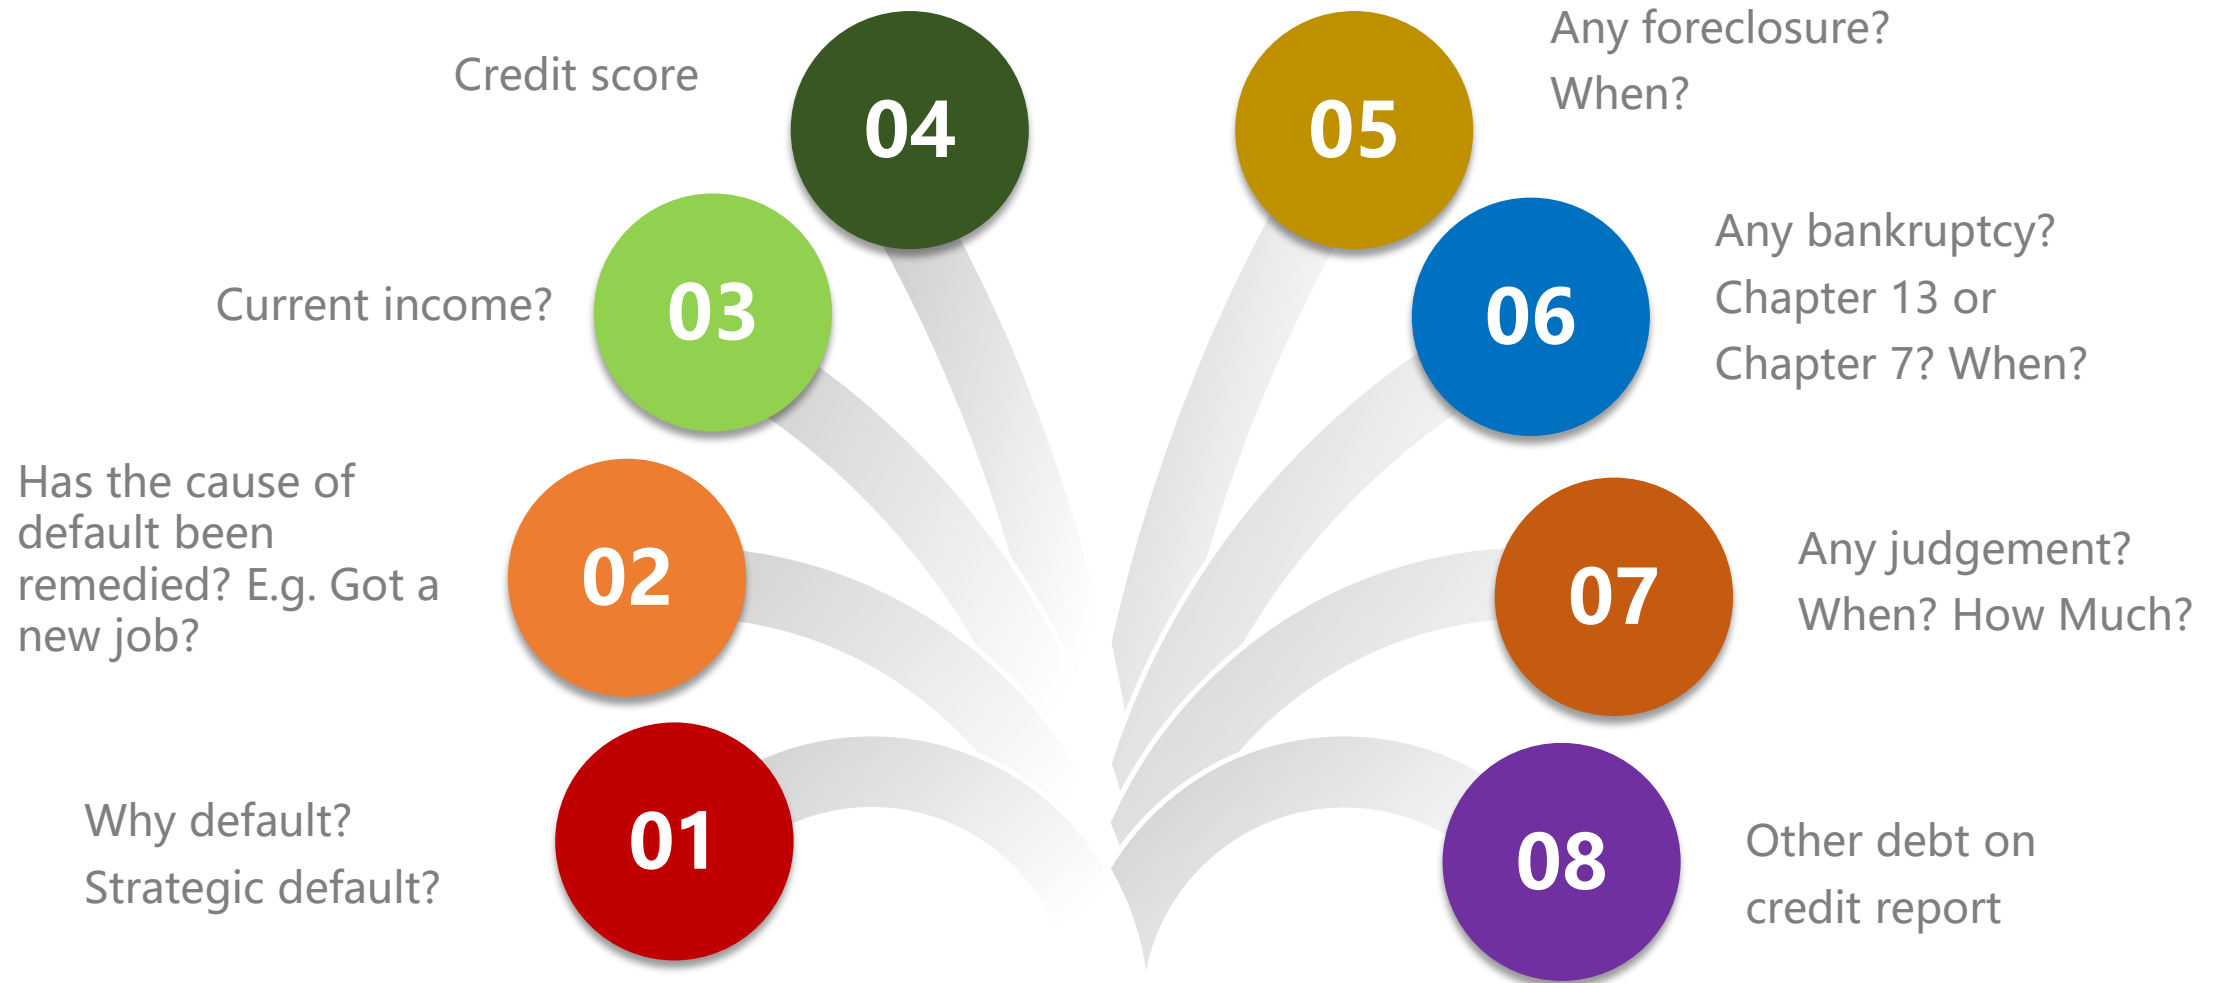 01
Why default?
Strategic default?
02
Has the cause of
default been
remedied? E.g. Got a
new job?
03
Current income?
04
Credit score
05
Any foreclosure?
When?
06
Any bankruptcy?
Chapter 13 or
Chapter 7? When?
07
Any judgement?
When? How Much?
08
Other debt on
credit report